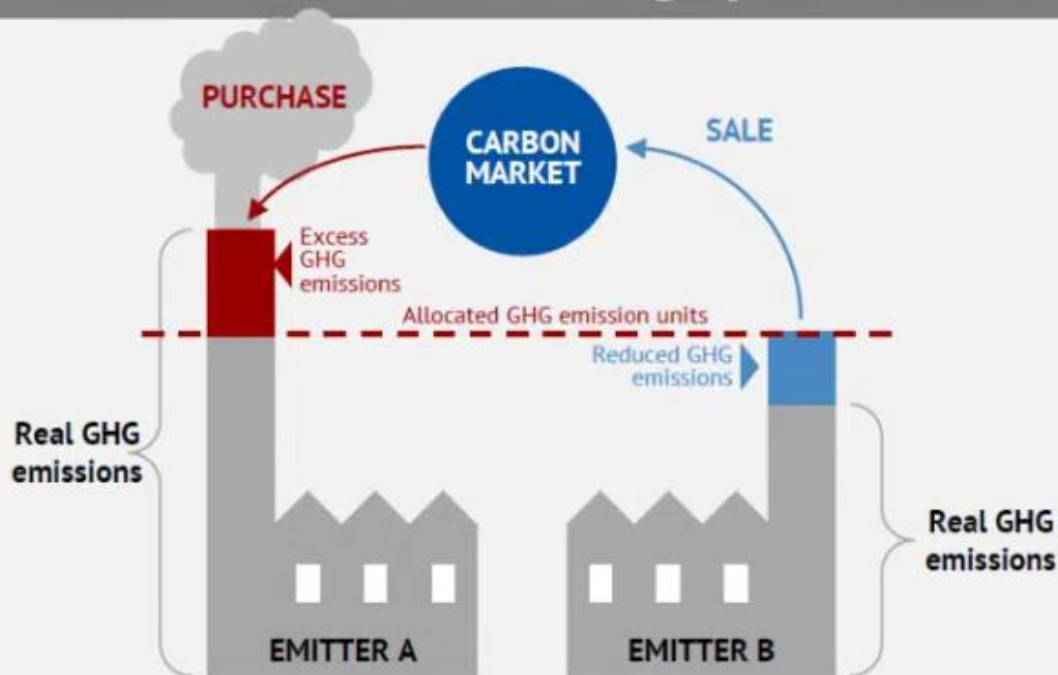 PURCHASE
CARBON
MARKET
SALE
Excess
GHG
emissions
Allocated GHG emission units
Reduced GHG
emissions
Real GHG
emissions
Real GHG
emissions
EMITTER A
EMITTER B